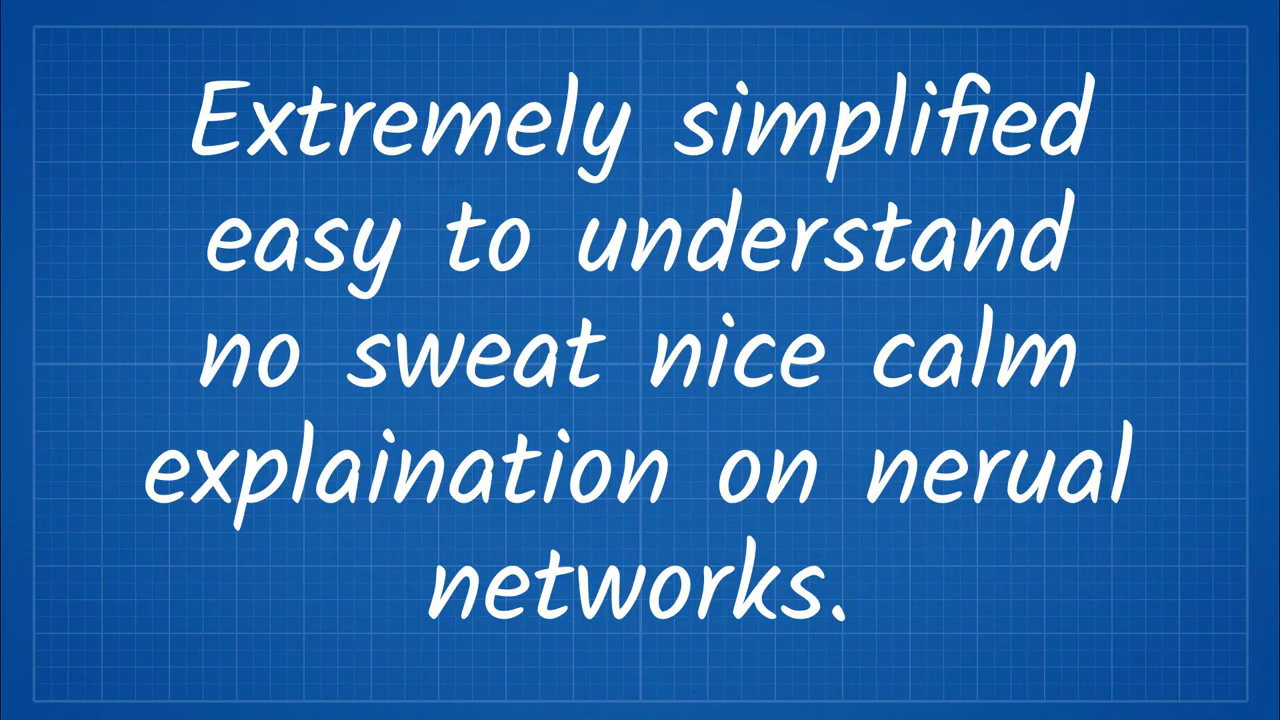 Extremely simplified
easy to understand
no sweat nice calm
explaination on nerual
networks.